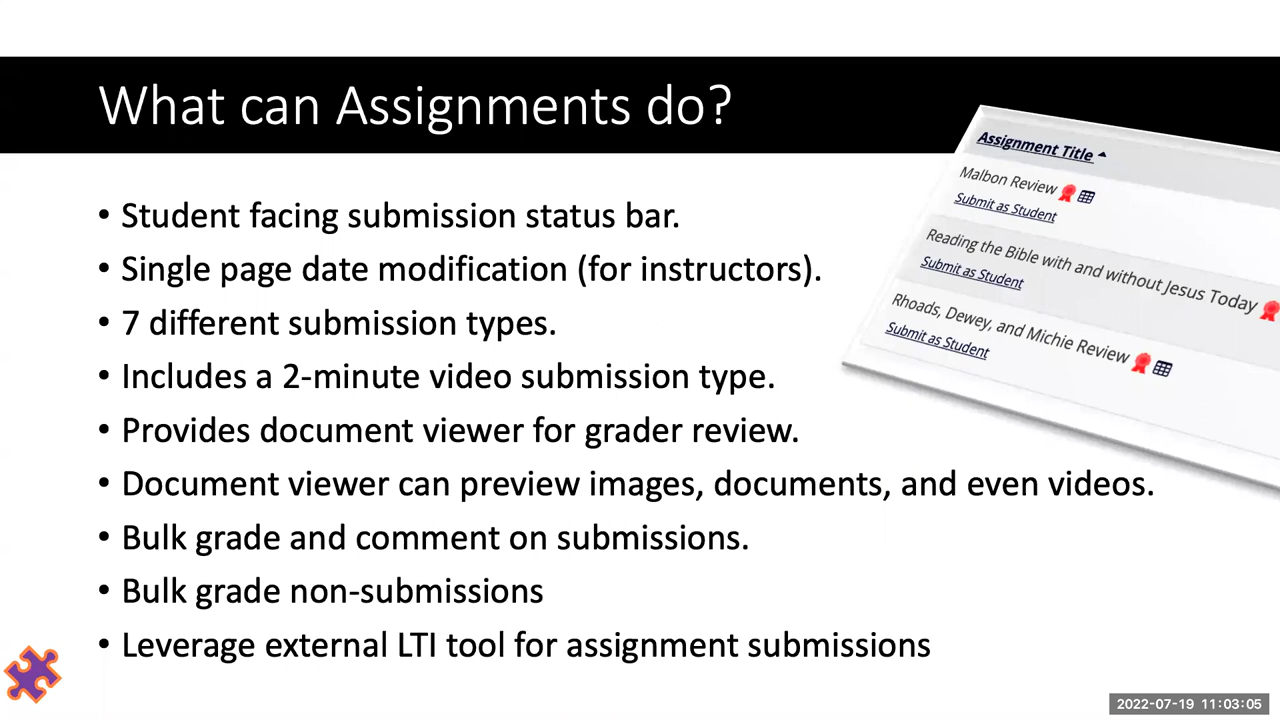 What can Assignments do?
• Student facing submission status bar.
• Single page date modification (for instructors).
• 7 different submission types.
• Includes a 2-minute video submission type.
• Provides document viewer for grader review.
• Document viewer can preview images, documents, and even videos.
• Bulk grade and comment on submissions.
• Bulk grade non-submissions
• Leverage external LTI tool for assignment submissions
Assignment Title
Malbon Review
Submit as Student
Reading the Bible with and without Jesus Today
Submit as Student
Rhoads, Dewey, and Michie Review
Submit as Student
2022-07-19 11:03:05